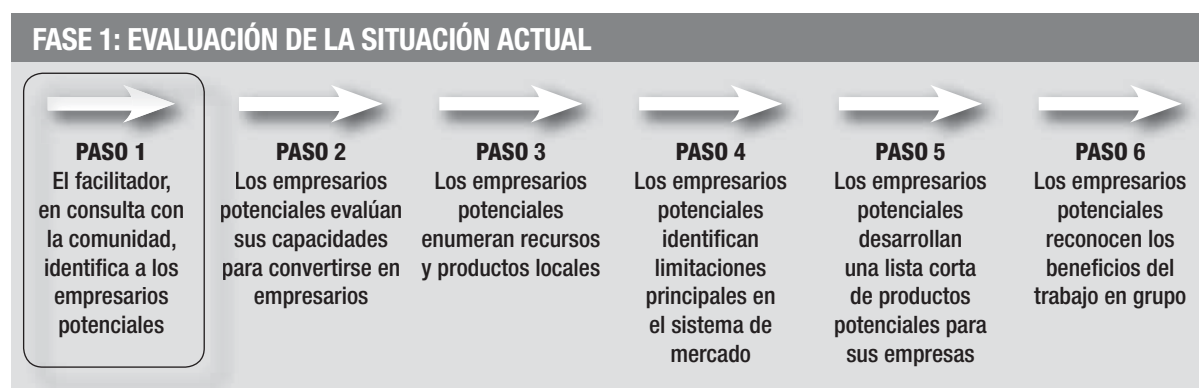 FASE 1: EVALUACIÓN DE LA SITUACIÓN ACTUAL
PASO 1
El facilitador,
en consulta con
la comunidad,
identifica a los
empresarios
potenciales
PASO 2
Los empresarios
potenciales evalúan
sus capacidades
para convertirse en
empresarios
PASO 3
Los empresarios
potenciales
enumeran recursos
y productos locales
PASO 4
Los empresarios
potenciales
identifican
limitaciones
principales en
el sistema de
mercado
PASO 5
Los empresarios
potenciales
desarrollan
una lista corta
de productos
potenciales para
sus empresas
PASO 6
Los empresarios
potenciales
reconocen los
beneficios del
trabajo en grupo